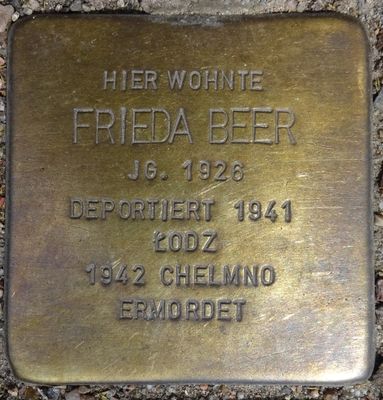 HIER WOHNTE
FRIEDA BEER
JG. 1926
DEPORTIERT 1941
ŁODZ
1942 CHELMNO
ERMORDET